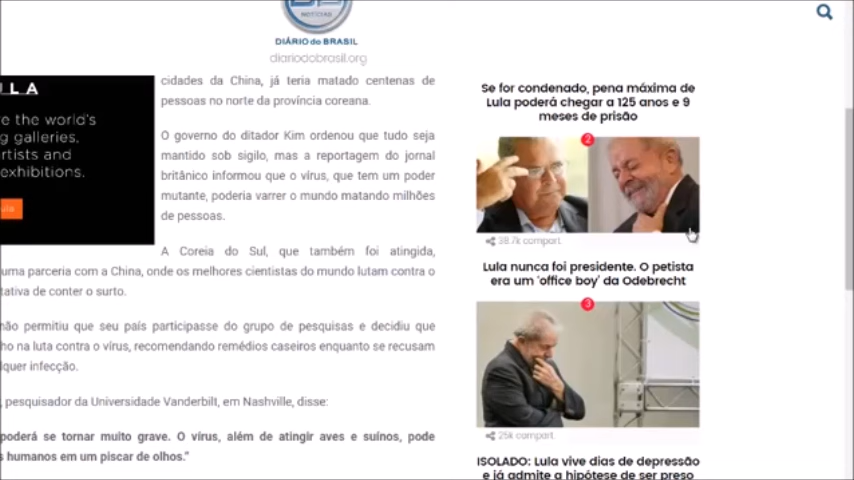 NOTÍCIAS
DIÁRIO do BRASIL
diariodobrasil.org
LA
e the world's
g galleries,
rtists and
exhibitions.
cidades da China, já teria matado centenas de
pessoas no norte da província coreana.
O governo do ditador Kim ordenou que tudo seja
mantido sob sigilo, mas a reportagem do jornal
britânico informou que o vírus, que tem um poder
mutante, poderia varrer o mundo matando milhões
de pessoas.
A Coreia do Sul, que também foi atingida,
uma parceria com a China, onde os melhores cientistas do mundo lutam contra o
tativa de conter o surto.
não permitiu que seu país participasse do grupo de pesquisas e decidiu que
ho na luta contra o vírus, recomendando remédios caseiros enquanto se recusam
lquer infecção.
, pesquisador da Universidade Vanderbilt, em Nashville, disse:
poderá se tornar muito grave. O vírus, além de atingir aves e suínos, pode
s humanos em um piscar de olhos."
Se for condenado, pena máxima de
Lula poderá chegar a 125 anos e 9
meses de prisão
2
38.7k compart.
Lula nunca foi presidente. O petista
era um 'office boy' da Odebrecht
3
25k compart.
ISOLADO: Lula vive dias de depressão
e já admite a hipótese de ser preso